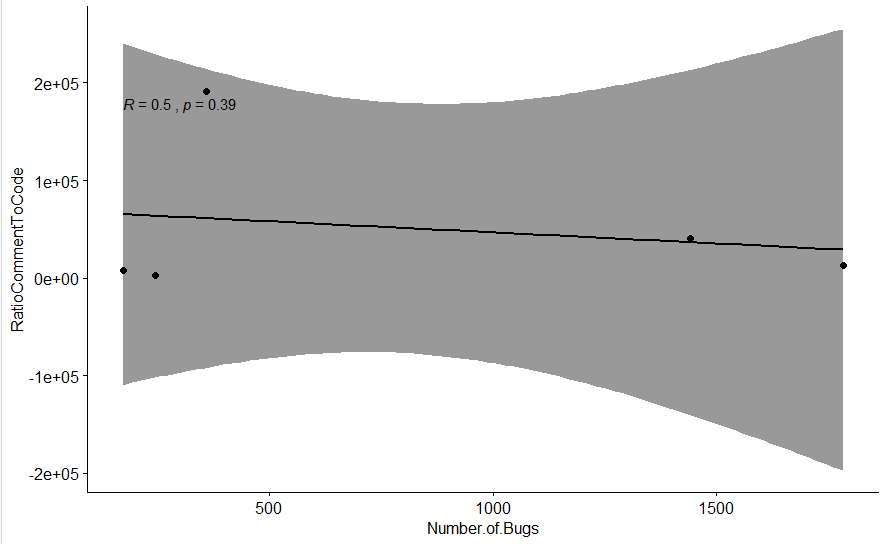 2e+05
R = 0.5 , p = 0.39
1e+05
0e+00
-1e+05
-2e+05
RatioCommentToCode
500 1000 1500
Number.of.Bugs